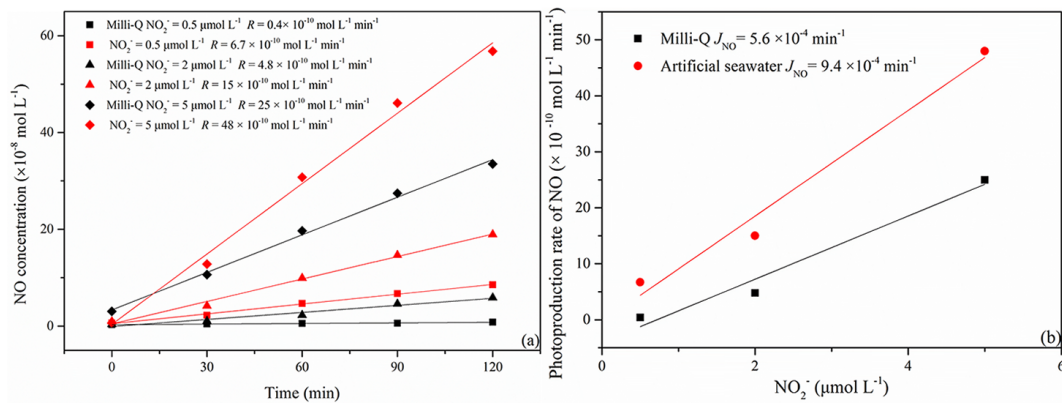 Milli-Q NO₂⁻ = 0.5 μmol L⁻¹ R = 0.4× 10⁻¹⁰ mol L⁻¹ min⁻¹
NO₂⁻ = 0.5 μmol L⁻¹ R = 6.7 × 10⁻¹⁰ mol L⁻¹ min⁻¹
Milli-Q NO₂⁻ = 2 μmol L⁻¹ R = 4.8 × 10⁻¹⁰ mol L⁻¹ min⁻¹
NO₂⁻ = 2 μmol L⁻¹ R = 15 × 10⁻¹⁰ mol L⁻¹ min⁻¹
Milli-Q NO₂⁻ = 5 μmol L⁻¹ R = 25 × 10⁻¹⁰ mol L⁻¹ min⁻¹
NO₂⁻ = 5 μmol L⁻¹ R = 48 × 10⁻¹⁰ mol L⁻¹ min⁻¹
NO concentration (×10⁻⁸ mol L⁻¹)
60
40
20
0
0 30 60 90 120
Time (min)
(a)
Milli-Q J_NO = 5.6 ×10⁻⁴ min⁻¹
Artificial seawater J_NO = 9.4 ×10⁻⁴ min⁻¹
Photoproduction rate of NO (× 10⁻¹⁰ mol L⁻¹ min⁻¹)
50
40
30
20
10
0
0 2 4 6
NO₂⁻ (μmol L⁻¹)
(b)